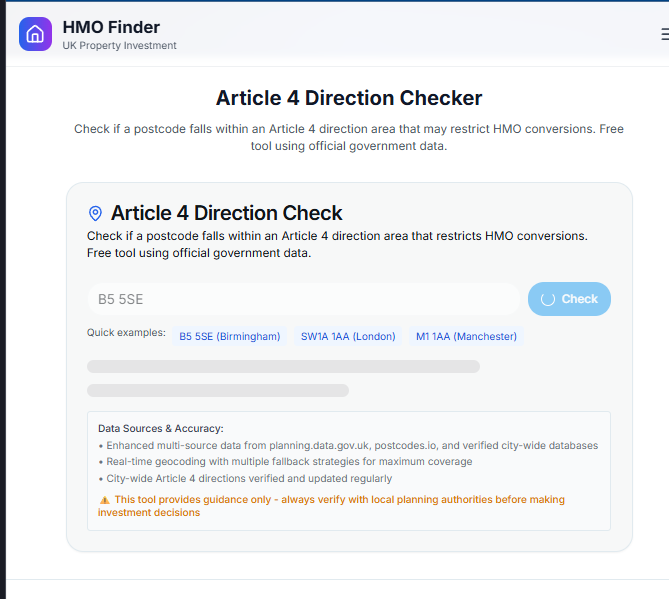 HMO Finder
UK Property Investment
Article 4 Direction Checker
Check if a postcode falls within an Article 4 direction area that may restrict HMO conversions. Free
tool using official government data.
Article 4 Direction Check
Check if a postcode falls within an Article 4 direction area that restricts HMO conversions.
Free tool using official government data.
B5 5SE
Check
Quick examples: B5 5SE (Birmingham) SW1A 1AA (London) M1 1AA (Manchester)
Data Sources & Accuracy:
• Enhanced multi-source data from planning.data.gov.uk, postcodes.io, and verified city-wide databases
• Real-time geocoding with multiple fallback strategies for maximum coverage
• City-wide Article 4 directions verified and updated regularly
⚠️ This tool provides guidance only - always verify with local planning authorities before making
investment decisions